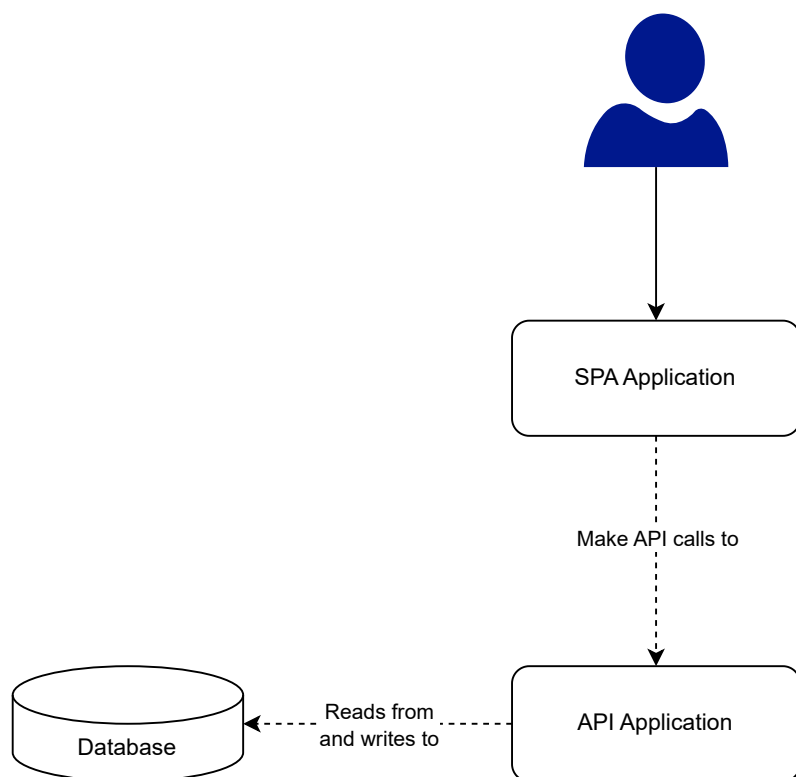 SPA Application
Make API calls to
Reads from
and writes to
API Application
Database